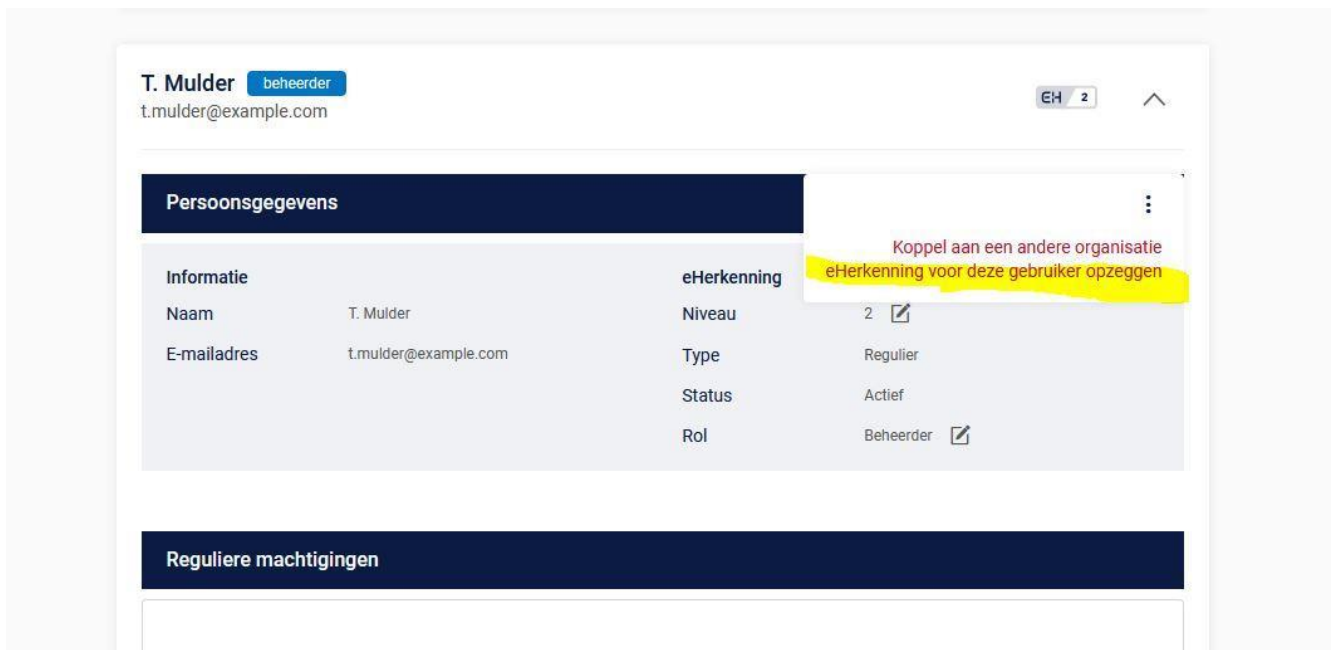 T. Mulder beheerder
t.mulder@example.com
EH 2
Persoonsgegevens
Koppel aan een andere organisatie
eHerkenning voor deze gebruiker opzeggen
Informatie
Naam T. Mulder
E-mailadres t.mulder@example.com
eHerkenning
Niveau 2
Type Regulier
Status Actief
Rol Beheerder
Reguliere machtigingen